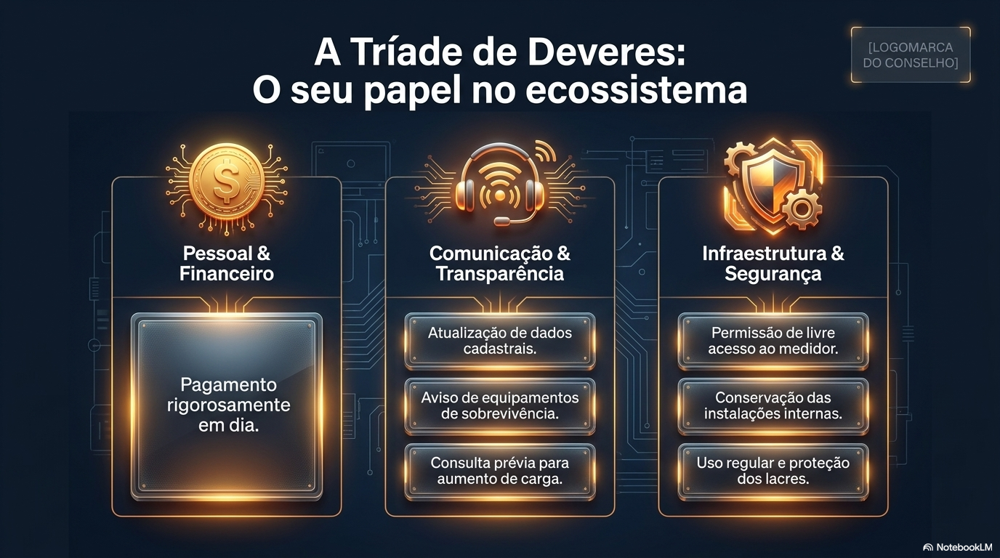 A Tríade de Deveres:
O seu papel no ecossistema
[LOGOMARCA
DO CONSELHO]
$
Pessoal &
Financeiro
Pagamento
rigorosamente
em dia.
Comunicação &
Transparência
Atualização de dados
cadastrais.
Aviso de equipamentos
de sobrevivência.
Consulta prévia para
aumento de carga.
Infraestrutura &
Segurança
Permissão de livre
acesso ao medidor.
Conservação das
instalações internas.
Uso regular e proteção
dos lacres.
NotebookLM